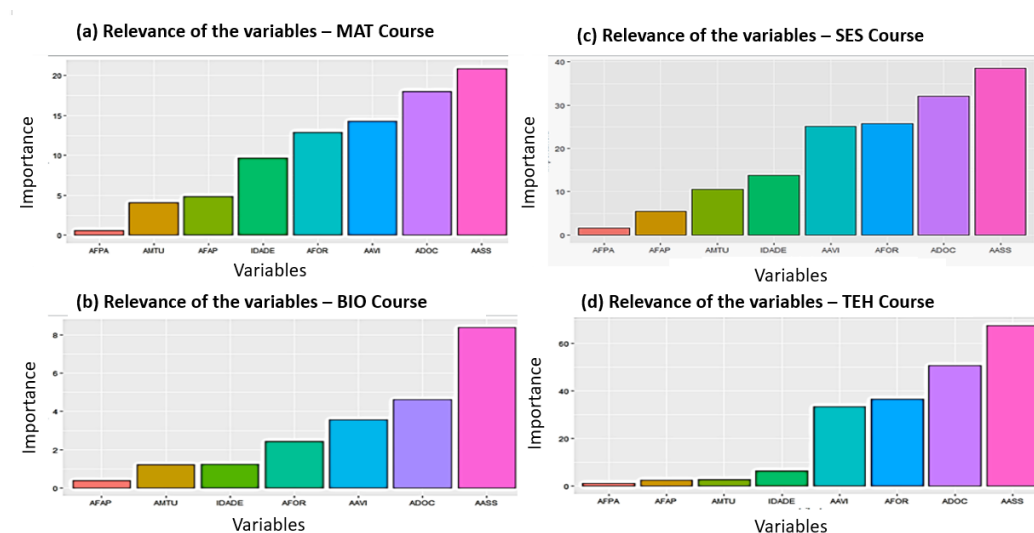 (a) Relevance of the variables – MAT Course
Importance
20
15
10
5
0
AFPA AMTU AFAP IDADE AFOR AAVI ADOC AASS
Variables
(c) Relevance of the variables – SES Course
Importance
40
30
20
10
0
AFPA AFAP AMTU IDADE AAVI AFOR ADOC AASS
Variables
(b) Relevance of the variables – BIO Course
Importance
8
6
4
2
0
AFAP AMTU IDADE AFOR AAVI ADOC AASS
Variables
(d) Relevance of the variables – TEH Course
Importance
60
40
20
0
AFPA AFAP AMTU IDADE AAVI AFOR ADOC AASS
Variables